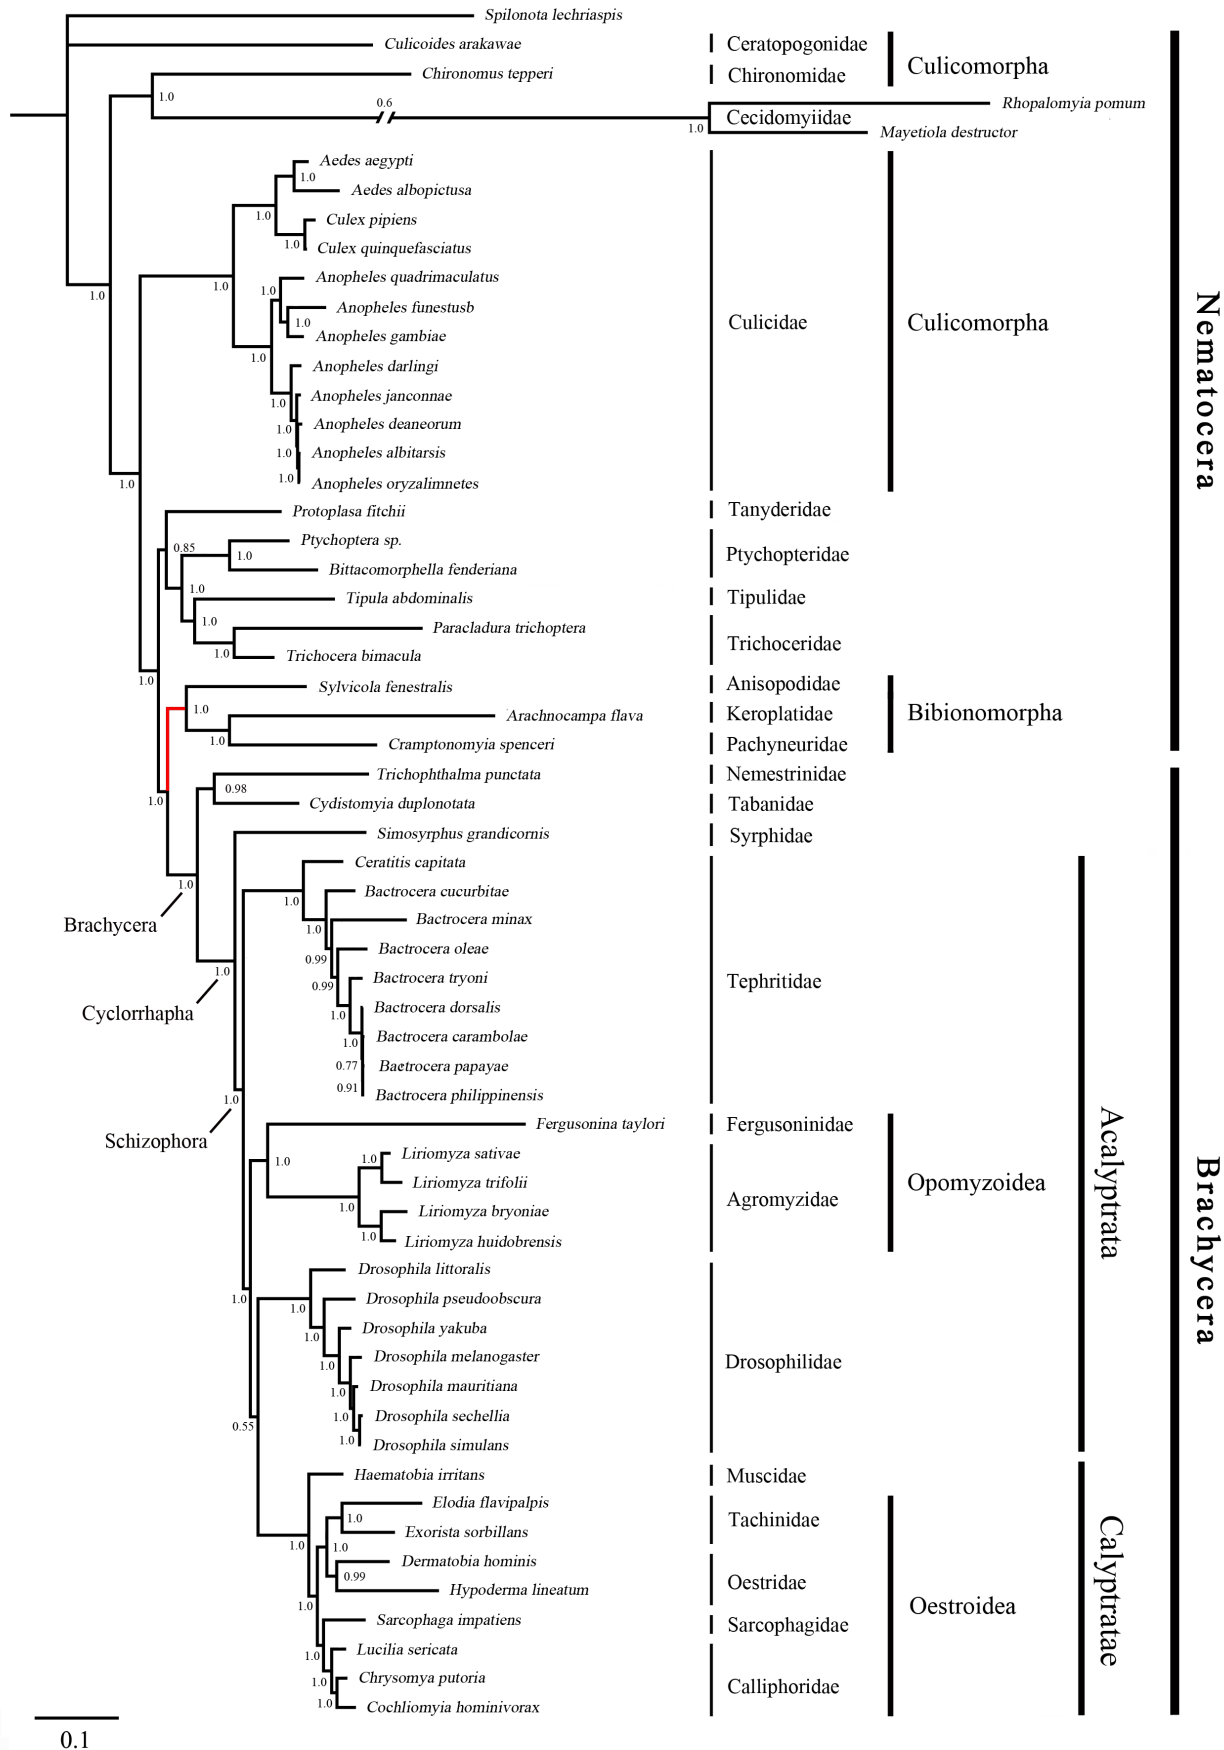 Spilonota lechriaspis
Culicoides arakawae
Ceratopogonidae
Culicomorpha
Chironomus tepperi
Chironomidae
1.0
0.6
Rhopalomyia pomum
Cecidomyiidae
1.0
Mayetiola destructor
Aedes aegypti
1.0
Aedes albopictusa
1.0
Culex pipiens
1.0
Culex quinquefasciatus
1.0
1.0
Anopheles quadrimaculatus
1.0
Anopheles funestusb
1.0
Anopheles gambiae
Culicidae
Culicomorpha
1.0
Anopheles darlingi
1.0
Anopheles janconnae
1.0
Anopheles deaneorum
1.0
Anopheles albitarsis
1.0
Anopheles oryzalimnetes
1.0
Nematocera
Protoplasa fitchii
Tanyderidae
0.85
Ptychoptera sp.
1.0
Bittacomorphella fenderiana
Ptychopteridae
1.0
Tipula abdominalis
Tipulidae
1.0
Paracladura trichoptera
1.0
Trichocera bimacula
Trichoceridae
1.0
Sylvicola fenestralis
Anisopodidae
1.0
Arachnocampa flava
Keroplatidae
Bibionomorpha
1.0
Cramptonomyia spenceri
Pachyneuridae
1.0
Trichophthalma punctata
Nemestrinidae
0.98
Cydistomyia duplonotata
Tabanidae
Simosyrphus grandicornis
Syrphidae
1.0
Brachycera
Ceratitis capitata
1.0
Bactrocera cucurbitae
1.0
Bactrocera minax
0.99
Bactrocera oleae
0.99
Bactrocera tryoni
Tephritidae
1.0
Bactrocera dorsalis
1.0
Cyclorrhapha
Bactrocera carambolae
1.0
0.77
Bactrocera papayae
0.91
Bactrocera philippinensis
1.0
Schizophora
Fergusonina taylori
Fergusoninidae
1.0
Liriomyza sativae
1.0
Liriomyza trifolii
Opomyzoidea
1.0
Agromyzidae
Liriomyza bryoniae
1.0
Liriomyza huidobrensis
Acalyptrata
Brachycera
1.0
Drosophila littoralis
1.0
Drosophila pseudoobscura
1.0
Drosophila yakuba
1.0
Drosophila melanogaster
Drosophilidae
1.0
Drosophila mauritiana
1.0
Drosophila sechellia
1.0
Drosophila simulans
0.55
Haematobia irritans
Muscidae
1.0
Elodia flavipalpis
1.0
Exorista sorbillans
Tachinidae
1.0
Dermatobia hominis
0.99
Hypoderma lineatum
Oestridae
1.0
Oestroidea
Calyptratae
Sarcophaga impatiens
Sarcophagidae
1.0
Lucilia sericata
1.0
Chrysomya putoria
Calliphoridae
1.0
Cochliomyia hominivorax
0.1